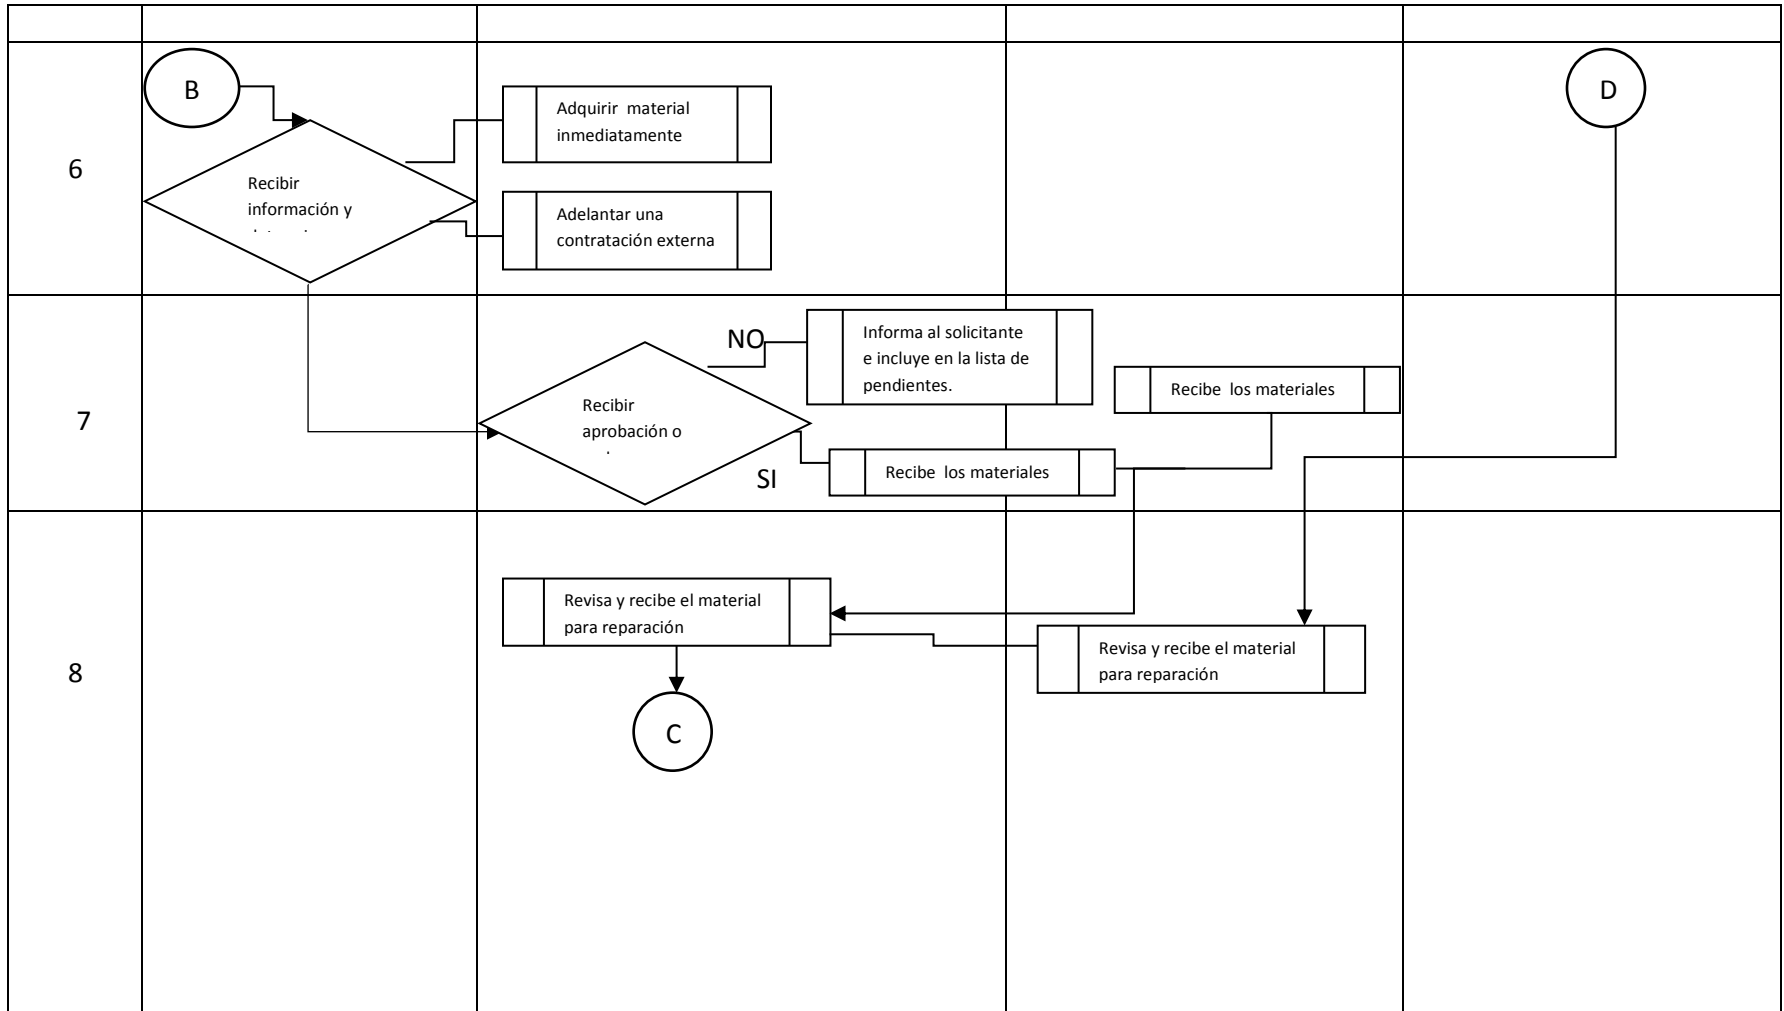 B
D
Adquirir material
inmediatamente
6
Recibir
información y
Adelantar una
contratación externa
NO
Informa al solicitante
e incluye en la lista de
pendientes.
Recibe los materiales
7
Recibir
aprobación o
SI
Recibe los materiales
Revisa y recibe el material
para reparación
Revisa y recibe el material
para reparación
8
C